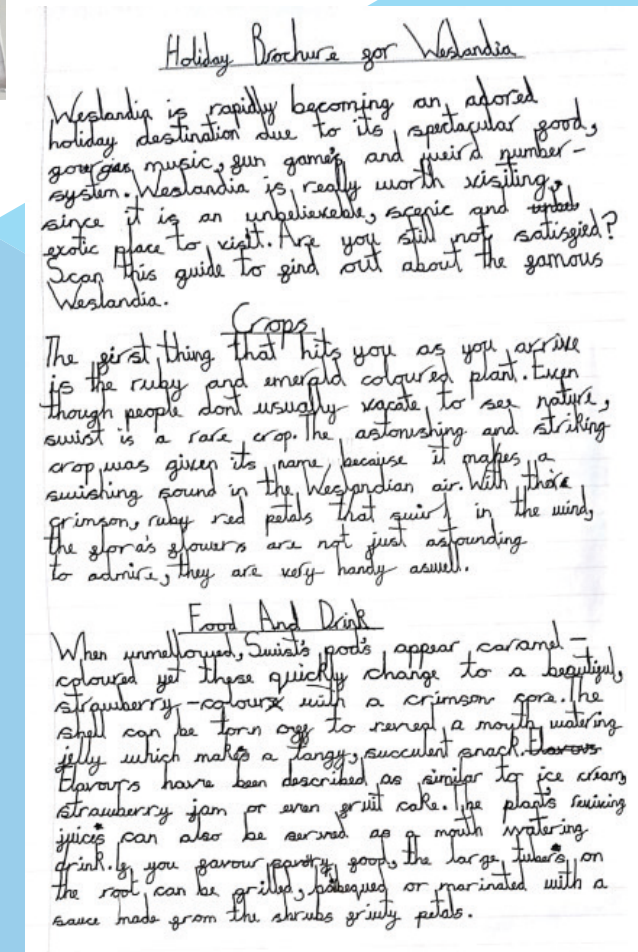 Holiday Brochure for Weslandia
Weslandia is rapidly becoming an adored
holiday destination due to its spectacular food,
music, fun games and weird number-
system. Weslandia is really worth visiting,
since it is an unbelieveble, scenic and
exotic place to visit. Are you still not satisfied?
Scan this guide to find out about the famous
Weslandia.
Crops
The first thing that hits you as you arrive
is the ruby and emerald coloured plant. Even
though people dont usually vacate to see nature,
swist is a rare crop. The astonishing and striking
crop was given its name because it makes a
swishing sound in the Weslandian air. With
crimson, ruby red petals that swirl in the wind,
the flora's flowers are not just astounding
to admire, they are very handy aswell.
Food And Drink
When unmellowed, Swist's pod's appear caramel-
coloured yet these quickly change to a beautiful,
strawberry-colour with a crimson core. The
shell can be torn off to reveal a mouth watering
jelly which makes a tangy, succulent snack.
Flavours have been described as similar to ice cream,
strawberry jam or even fruit cake. The plants reviving
juices can also be served as a mouth watering
drink. If you favour food, the large tubers on
the root, can be grilled, or marinated with a
sauce made from the shrubs fruity petals.